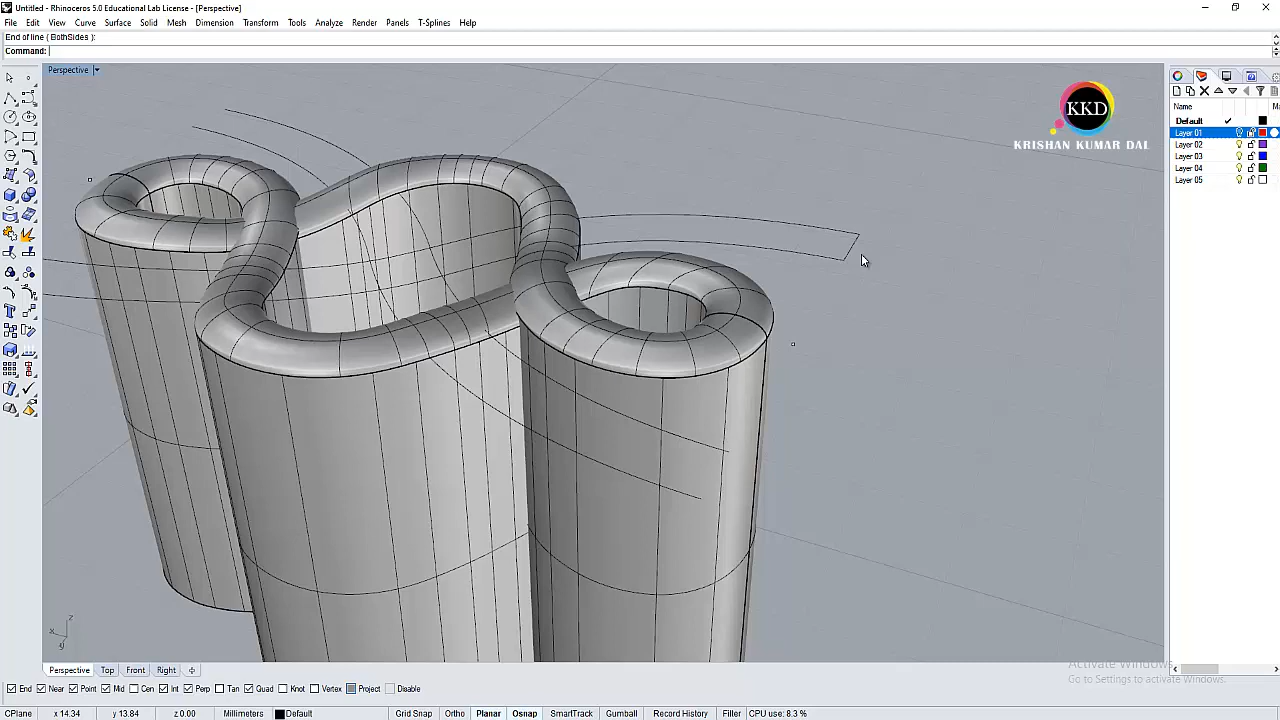 Untitled - Rhinoceros 5.0 Educational Lab License - [Perspective]
File Edit View Curve Surface Solid Mesh Dimension Transform Tools Analyze Render Panels T-Splines Help
End of line ( BothSides ):
Command:
Perspective
KKD
KRISHAN KUMAR DAL
Name
M
Default
Layer 01
Layer 02
Layer 03
Layer 04
Layer 05
z
x
y
Activate Windows
Go to Settings to activate Windows.
Perspective Top Front Right
End Near Point Mid Cen Int Perp Tan Quad Knot Vertex Project Disable
CPlane x 14.34 y 13.84 z 0.00 Millimeters Default Grid Snap Ortho Planar Osnap SmartTrack Gumball Record History Filter CPU use: 8.3 %